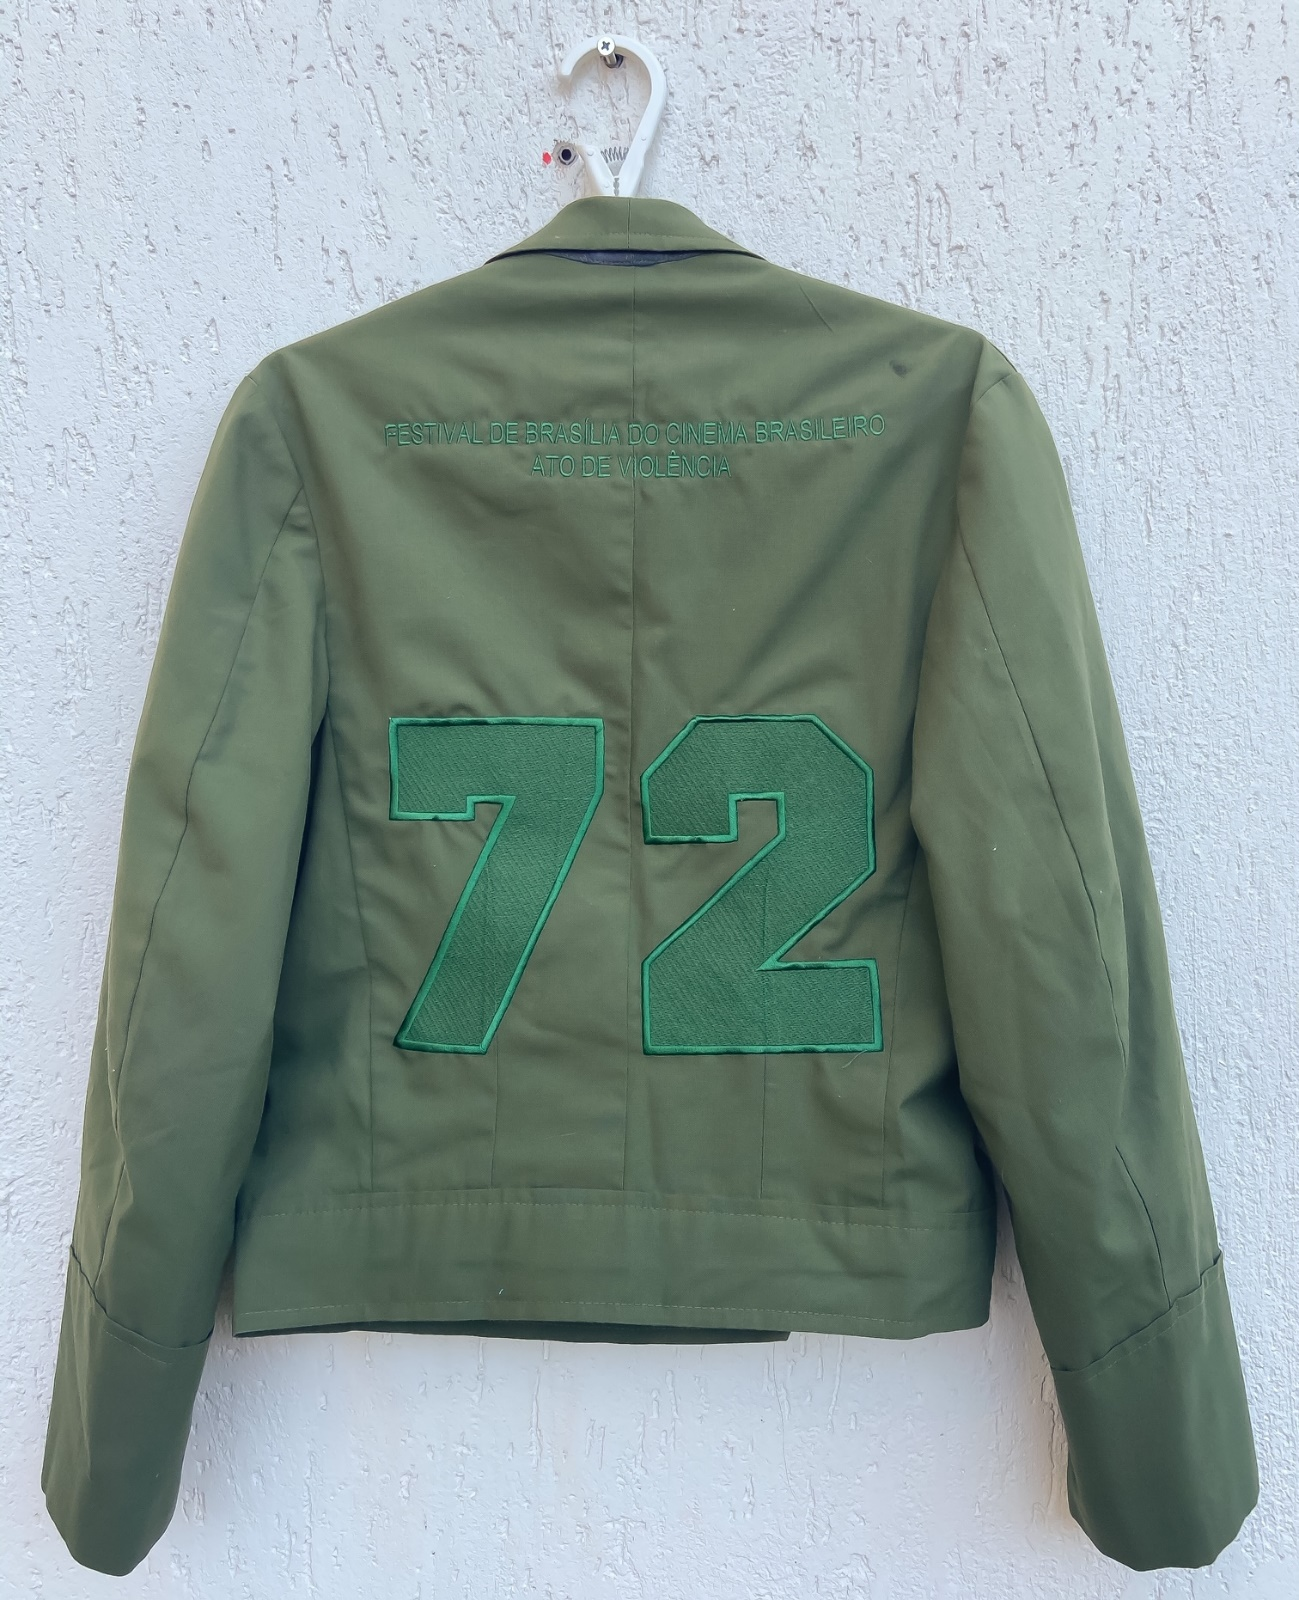 FESTIVAL DE BRASÍLIA DO CINEMA BRASILEIRO
ATO DE VIOLÊNCIA
72